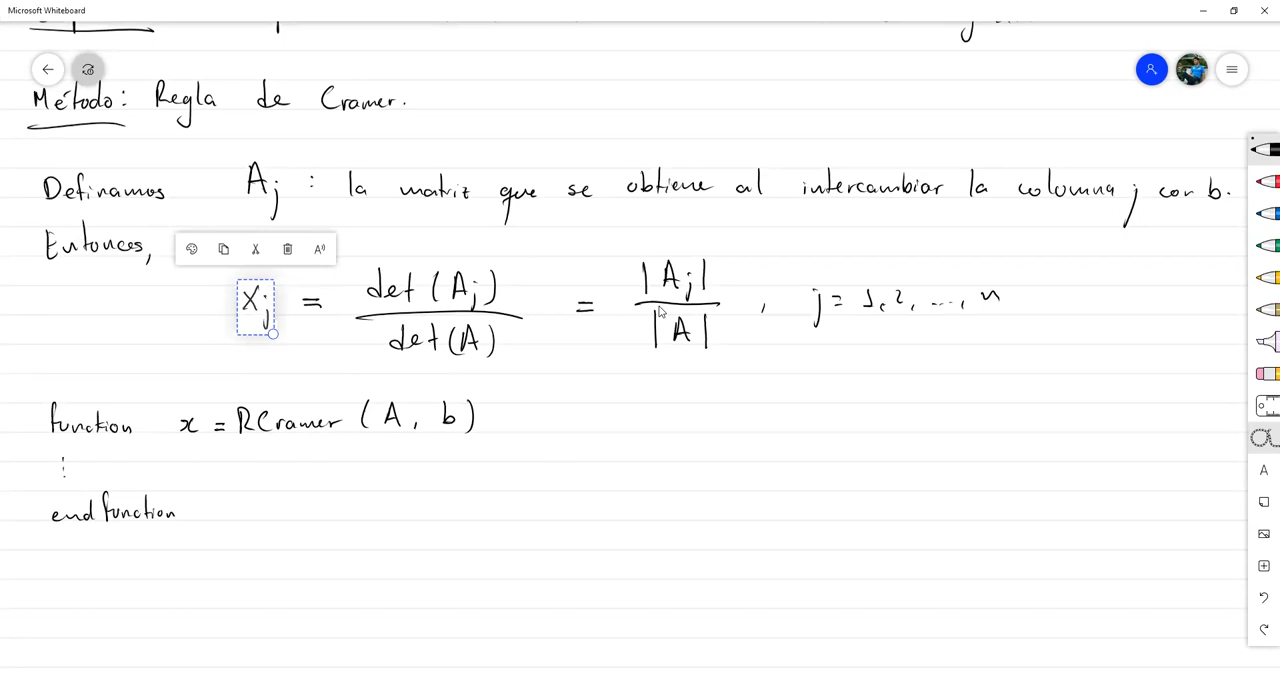 Microsoft Whiteboard
Método: Regla de Cramer.
Definamos Aj : la matriz que se obtiene al intercambiar la columna j con b.
Entonces,
Xj = det(Aj) / det(A) = |Aj| / |A| , j = 1, 2, ..., n
function x = RCramer (A, b)
⋮
endfunction